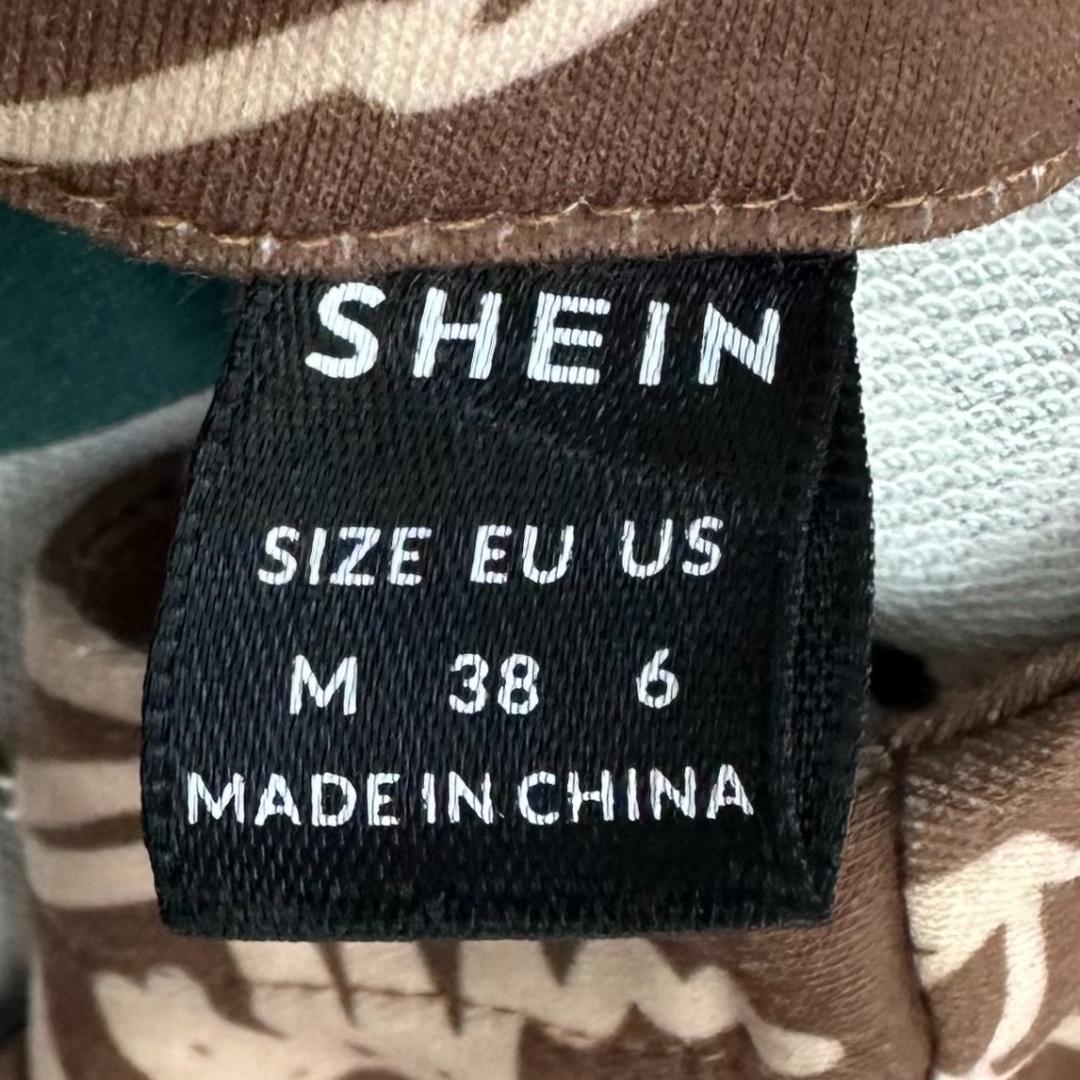 SHEIN
SIZE EU US
M 38 6
MADE IN CHINA